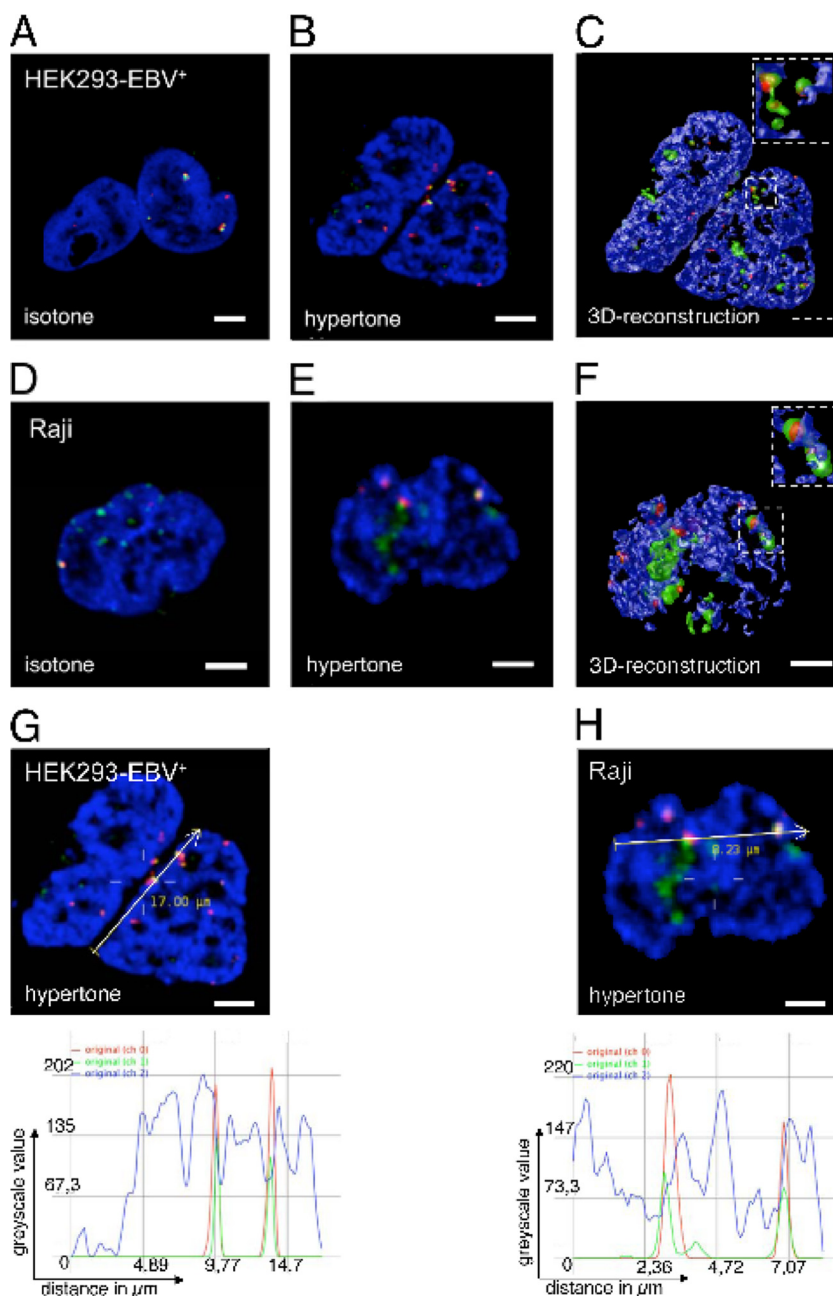 A
B
C
HEK293-EBV+
isotone
hypertone
3D-reconstruction
D
E
F
Raji
isotone
hypertone
3D-reconstruction
G
H
HEK293-EBV+
Raji
17.00 µm
8.23 µm
hypertone
hypertone
original (ch 0)
original (ch 1)
original (ch 2)
202
135
67,3
0
4.89
9,77
14.7
greyscale value
distance in µm
original (ch 0)
original (ch 1)
original (ch 2)
220
147
73,3
0
2,36
4,72
7,07
greyscale value
distance in µm